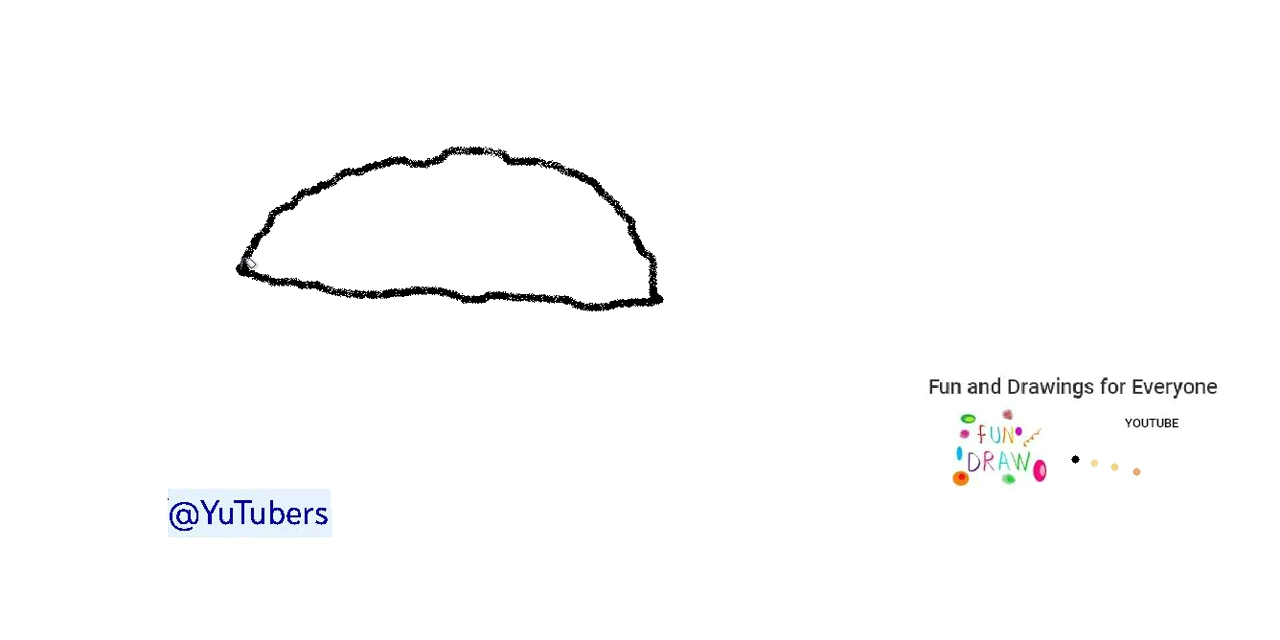 Fun and Drawings for Everyone
YOUTUBE
FUN
DRAW
@YuTubers